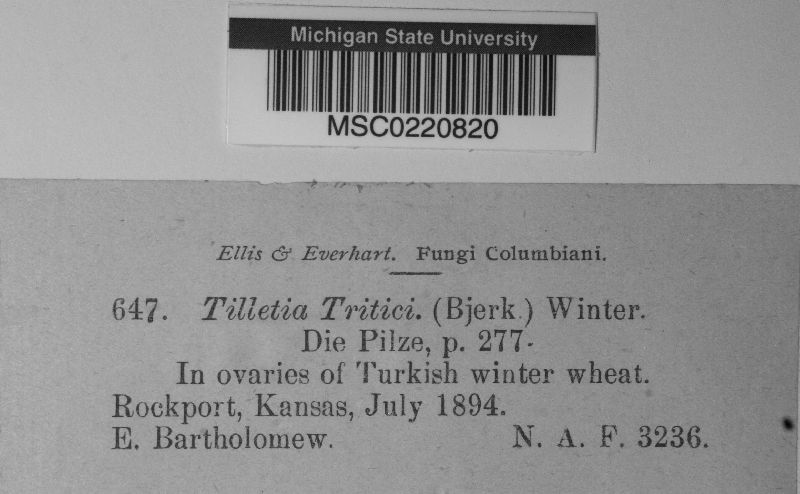 Michigan State University
MSC0220820
Ellis & Everhart. Fungi Columbiani.
647. Tilletia Tritici. (Bjerk.) Winter.
Die Pilze, p. 277.
In ovaries of Turkish winter wheat.
Rockport, Kansas, July 1894.
E. Bartholomew. N. A. F. 3236.